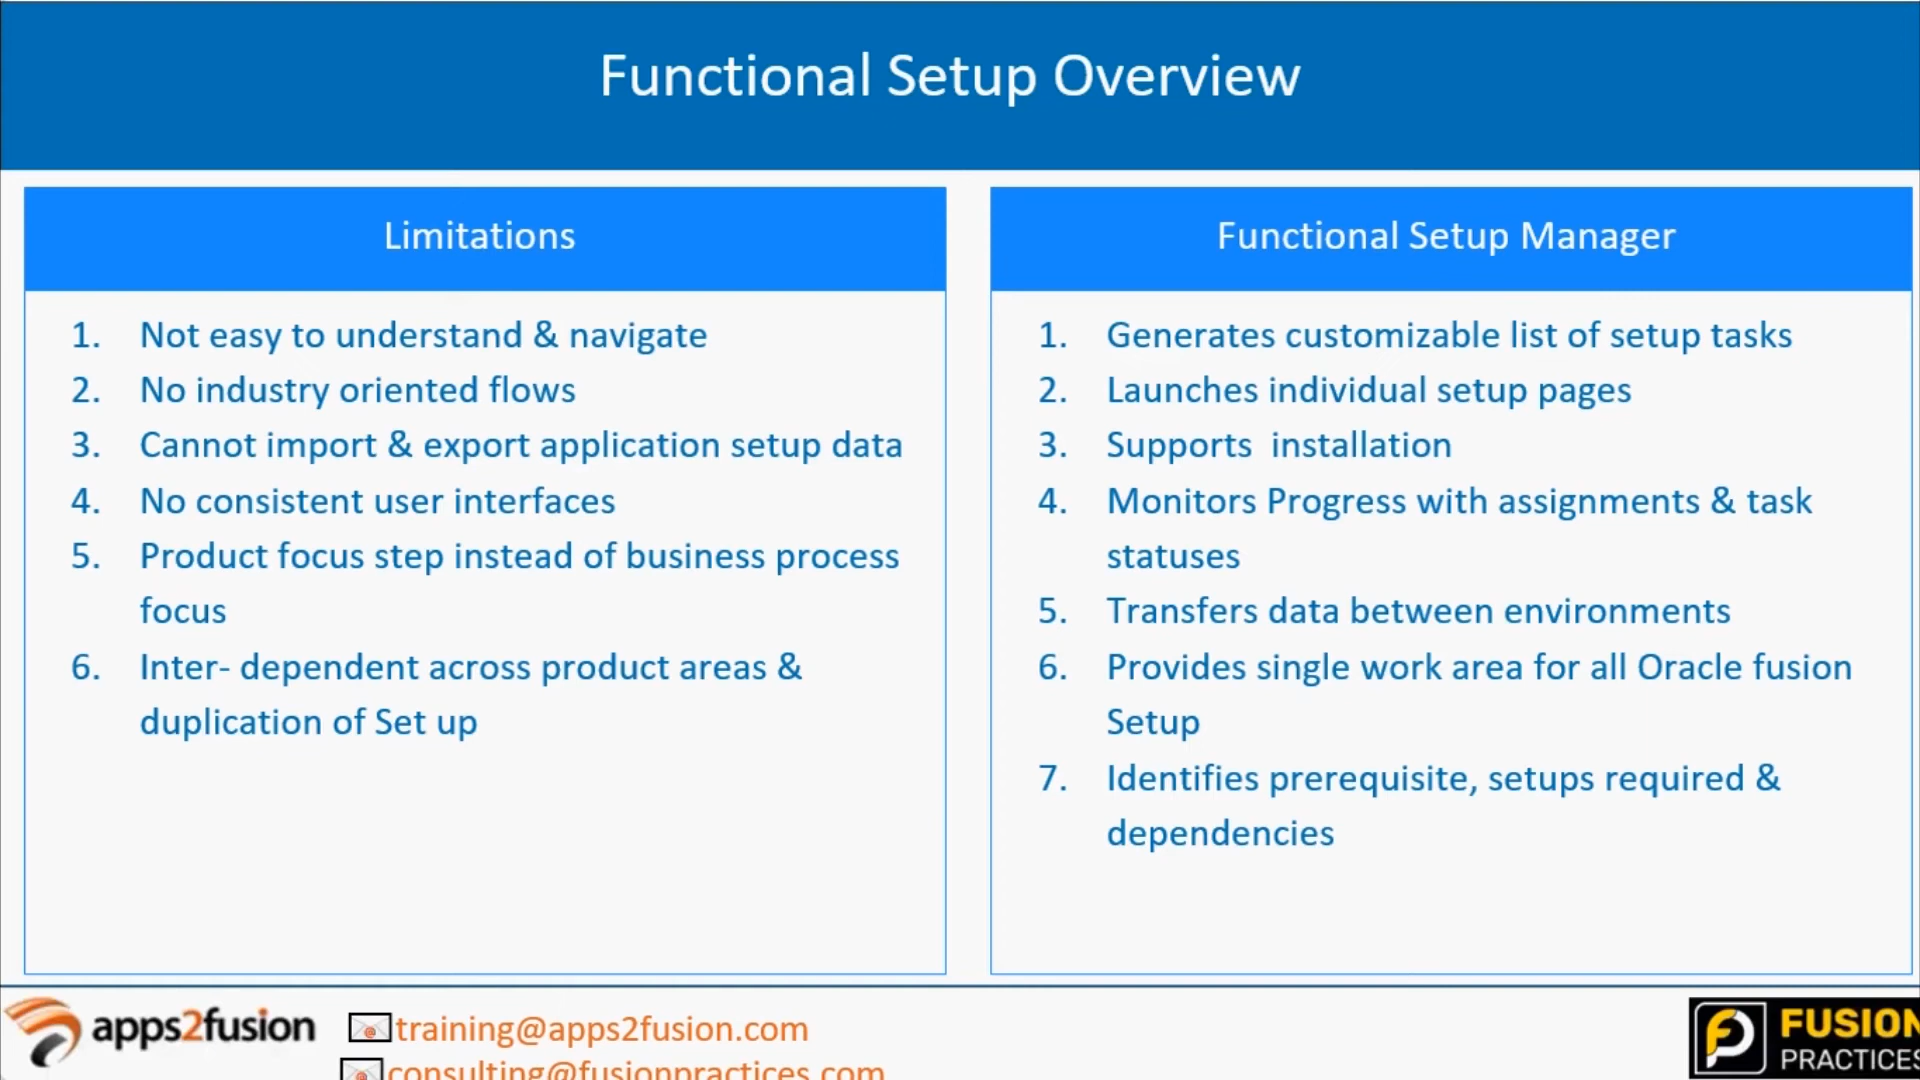 Functional Setup Overview
Limitations
1. Not easy to understand & navigate
2. No industry oriented flows
3. Cannot import & export application setup data
4. No consistent user interfaces
5. Product focus step instead of business process
focus
6. Inter- dependent across product areas &
duplication of Set up
Functional Setup Manager
1. Generates customizable list of setup tasks
2. Launches individual setup pages
3. Supports  installation
4. Monitors Progress with assignments & task
statuses
5. Transfers data between environments
6. Provides single work area for all Oracle fusion
Setup
7. Identifies prerequisite, setups required &
dependencies
apps2fusion
training@apps2fusion.com
consulting@fusionpractices.com
FUSION
PRACTICES